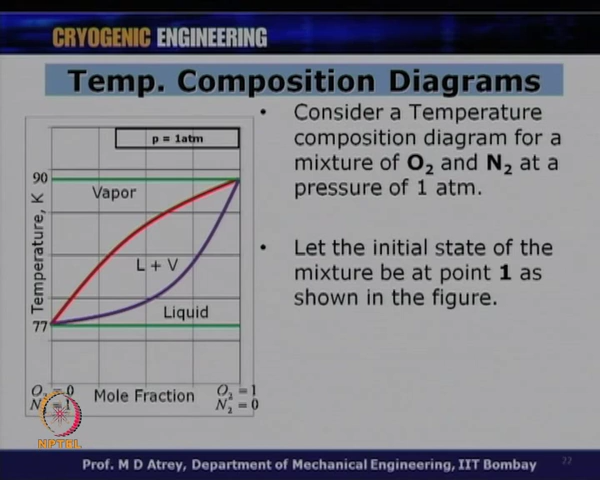 CRYOGENIC ENGINEERING
Temp. Composition Diagrams
p = 1atm
90
Vapor
L + V
Liquid
77
Temperature, K
O₂ = 0
N₂ = 1
Mole Fraction
O₂ = 1
N₂ = 0
• Consider a Temperature
composition diagram for a
mixture of O₂ and N₂ at a
pressure of 1 atm.
• Let the initial state of the
mixture be at point 1 as
shown in the figure.
NPTEL
Prof. M D Atrey, Department of Mechanical Engineering, IIT Bombay
22